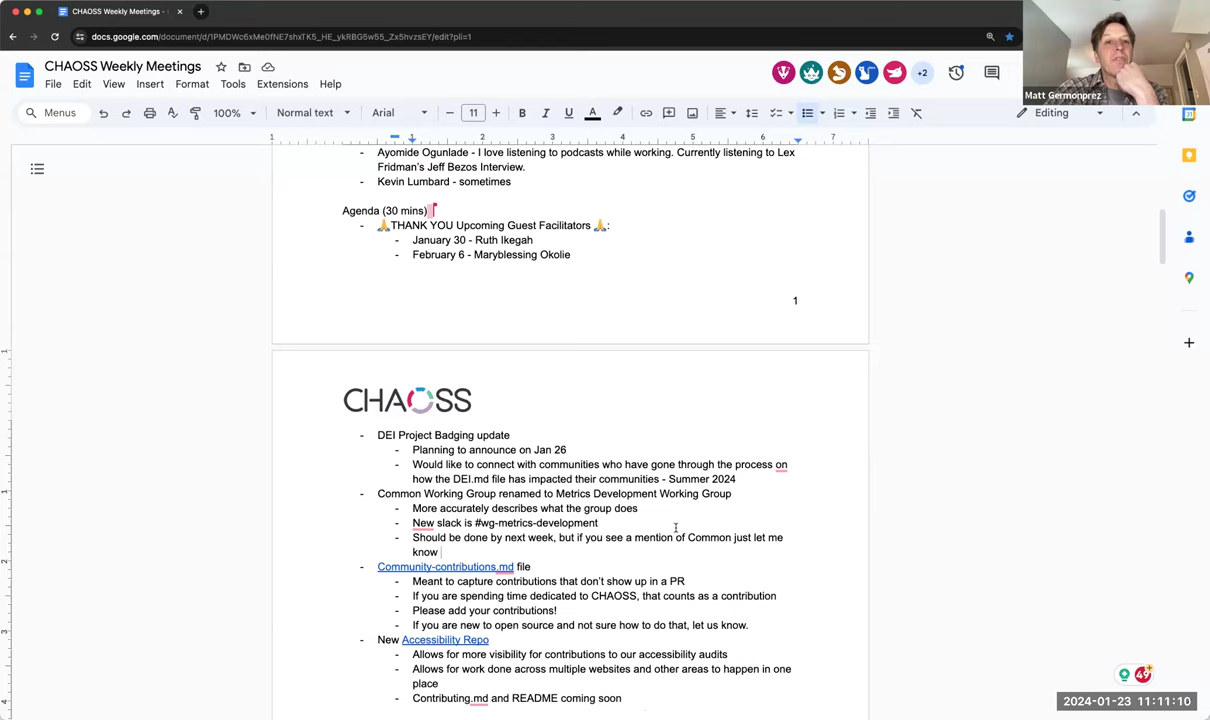 CHAOSS Weekly Meetings -
docs.google.com/document/d/1PMDWc6xMe0fNE7shxTK5_HE_ykRBG5w55_Zx5hvzsEY/edit?pli=1
CHAOSS Weekly Meetings
File Edit View Insert Format Tools Extensions Help
+2
Matt Germonprez
Menus 100% Normal text Arial 11 B I U A Editing
1 1 2 3 4 5 6 7
- Ayomide Ogunlade - I love listening to podcasts while working. Currently listening to Lex
Fridman's Jeff Bezos Interview.
- Kevin Lumbard - sometimes
Agenda (30 mins)
- 🙏THANK YOU Upcoming Guest Facilitators 🙏:
- January 30 - Ruth Ikegah
- February 6 - Maryblessing Okolie
1
CHAOSS
- DEI Project Badging update
- Planning to announce on Jan 26
- Would like to connect with communities who have gone through the process on
how the DEI.md file has impacted their communities - Summer 2024
- Common Working Group renamed to Metrics Development Working Group
- More accurately describes what the group does
- New slack is #wg-metrics-development
- Should be done by next week, but if you see a mention of Common just let me
know
- Community-contributions.md file
- Meant to capture contributions that don't show up in a PR
- If you are spending time dedicated to CHAOSS, that counts as a contribution
- Please add your contributions!
- If you are new to open source and not sure how to do that, let us know.
- New Accessibility Repo
- Allows for more visibility for contributions to our accessibility audits
- Allows for work done across multiple websites and other areas to happen in one
place
- Contributing.md and README coming soon
49
2024-01-23 11:11:10